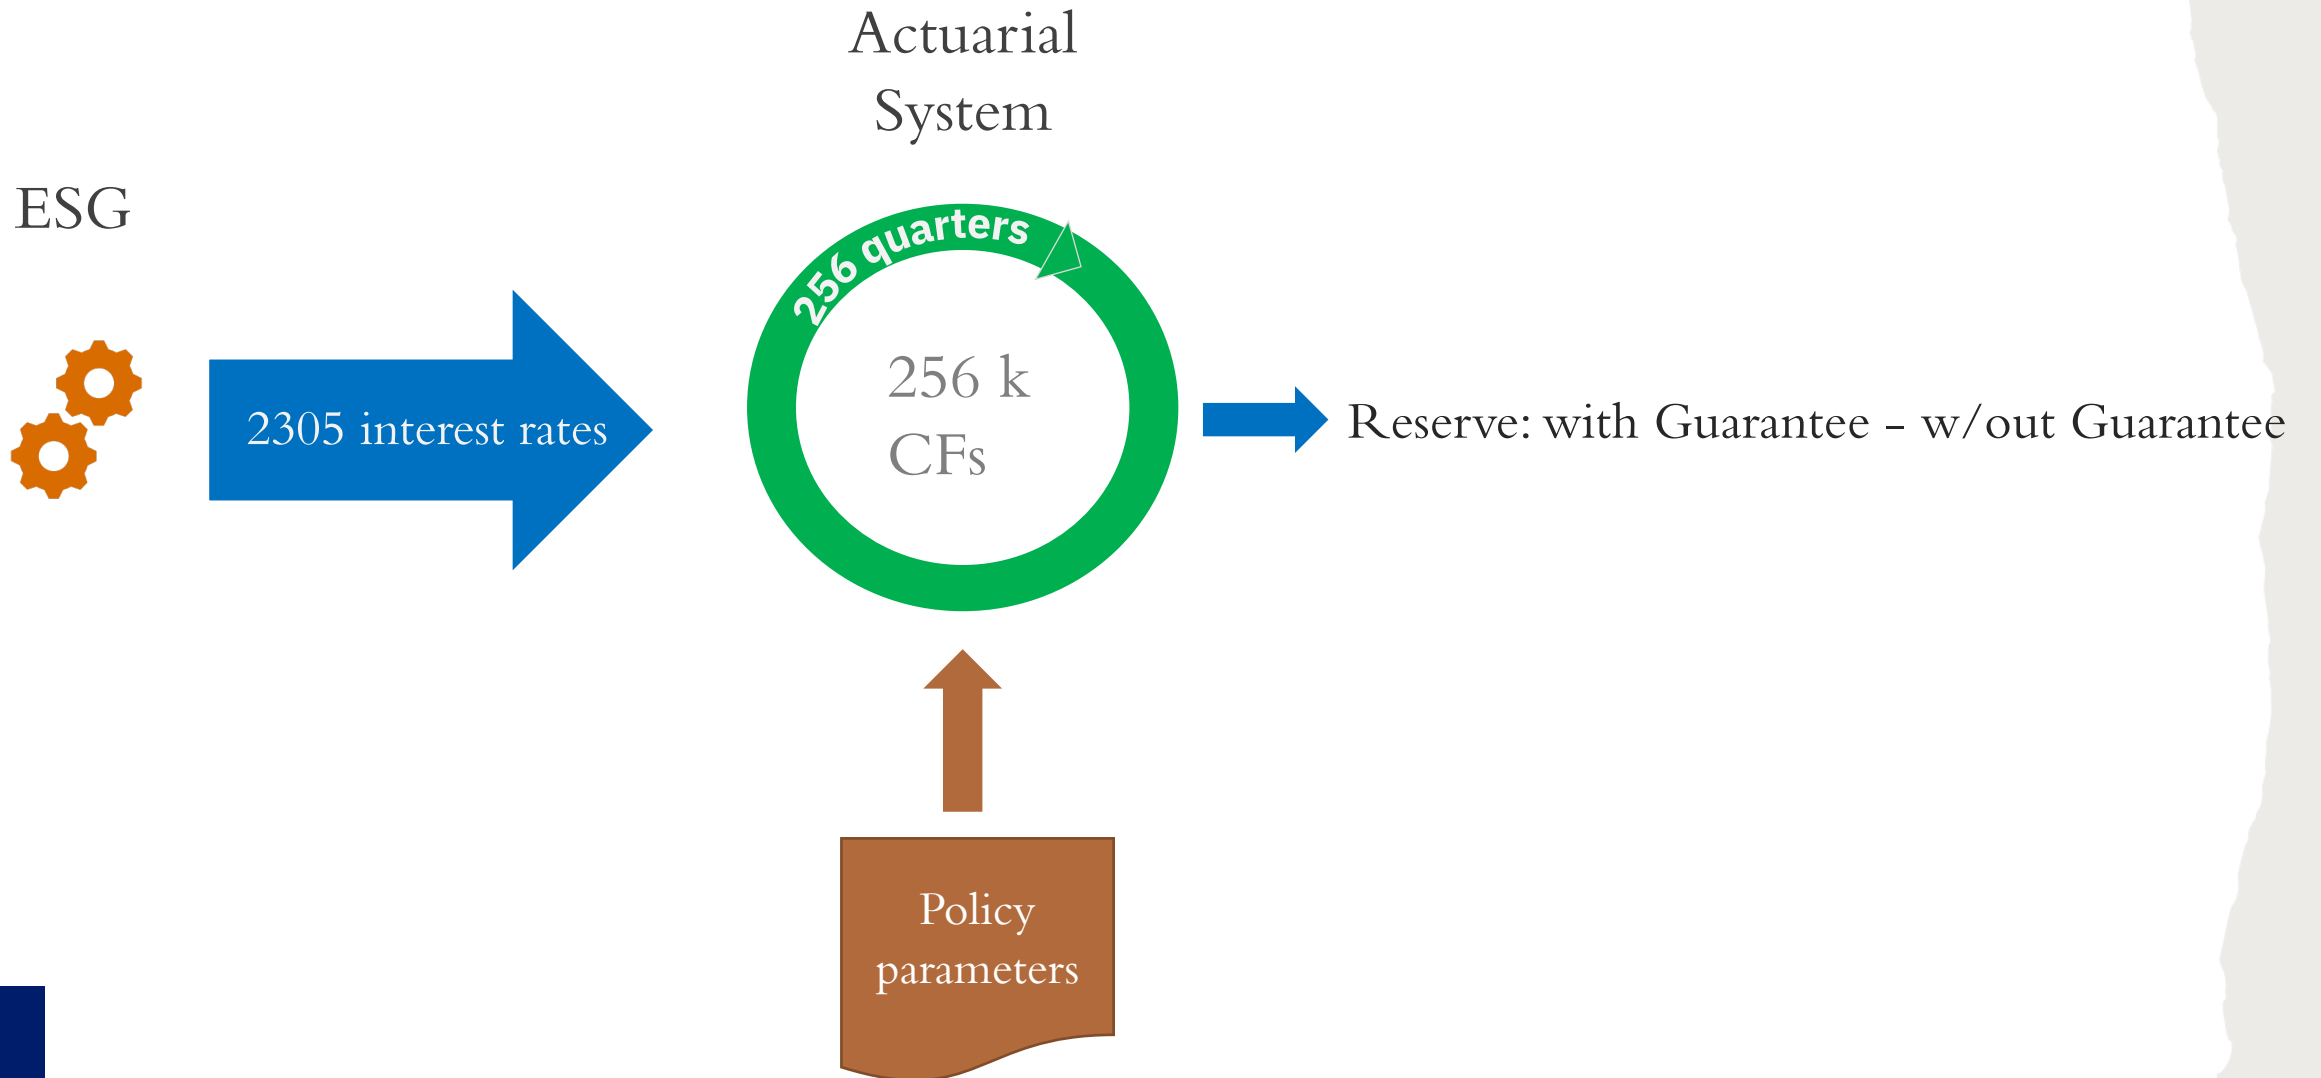 Actuarial
System
ESG
256 quarters
2305 interest rates
256 k
CFs
Reserve: with Guarantee - w/out Guarantee
Policy
parameters